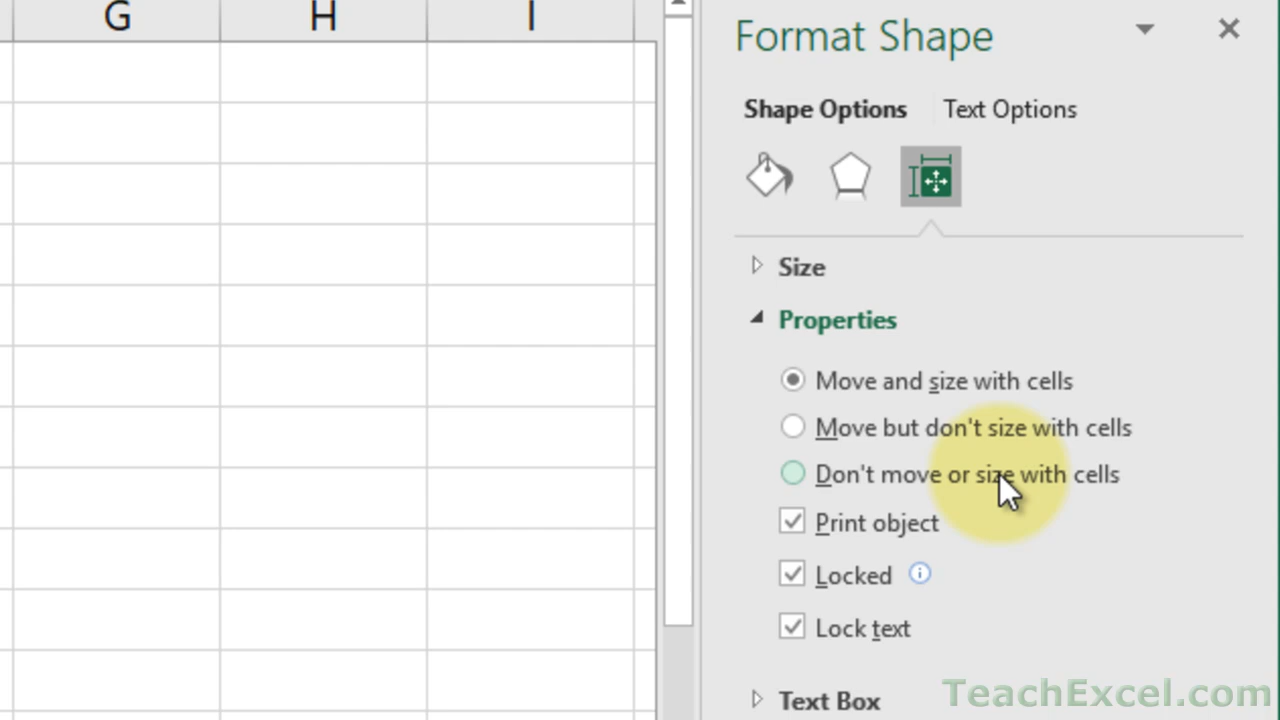 G H I
Format Shape
Shape Options Text Options
Size
Properties
Move and size with cells
Move but don't size with cells
Don't move or size with cells
Print object
Locked
Lock text
Text Box
TeachExcel.com